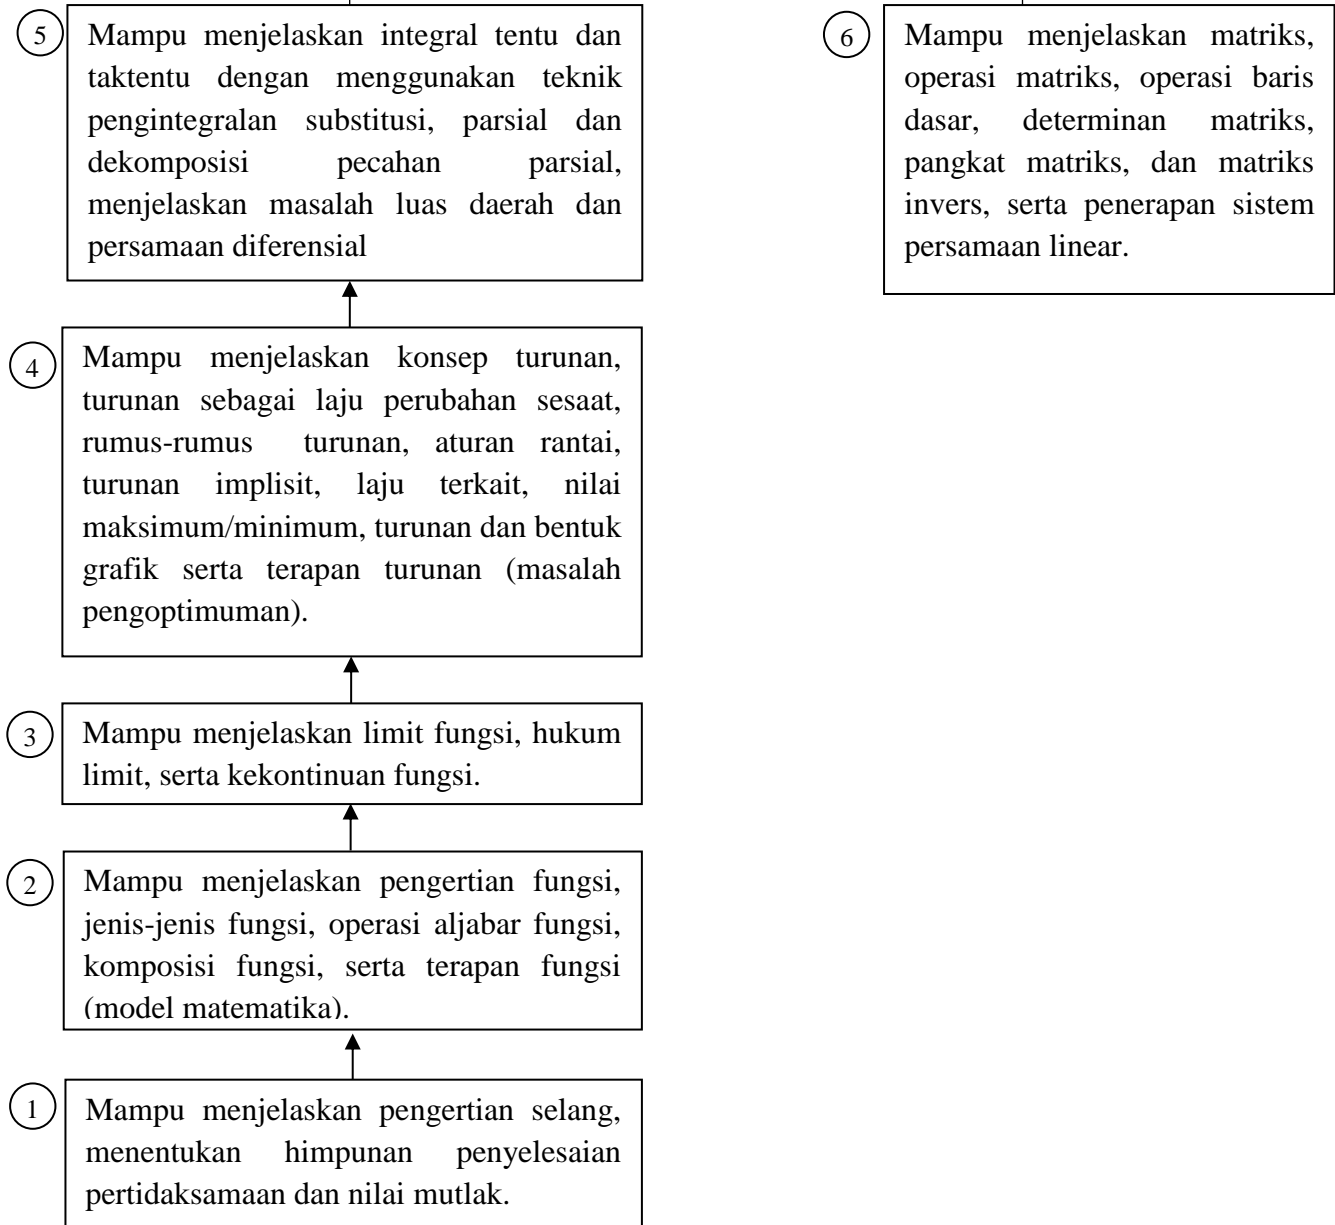 5
Mampu menjelaskan integral tentu dan
taktentu dengan menggunakan teknik
pengintegralan substitusi, parsial dan
dekomposisi pecahan parsial,
menjelaskan masalah luas daerah dan
persamaan diferensial
6
Mampu menjelaskan matriks,
operasi matriks, operasi baris
dasar, determinan matriks,
pangkat matriks, dan matriks
invers, serta penerapan sistem
persamaan linear.
4
Mampu menjelaskan konsep turunan,
turunan sebagai laju perubahan sesaat,
rumus-rumus turunan, aturan rantai,
turunan implisit, laju terkait, nilai
maksimum/minimum, turunan dan bentuk
grafik serta terapan turunan (masalah
pengoptimuman).
3
Mampu menjelaskan limit fungsi, hukum
limit, serta kekontinuan fungsi.
2
Mampu menjelaskan pengertian fungsi,
jenis-jenis fungsi, operasi aljabar fungsi,
komposisi fungsi, serta terapan fungsi
(model matematika).
1
Mampu menjelaskan pengertian selang,
menentukan himpunan penyelesaian
pertidaksamaan dan nilai mutlak.